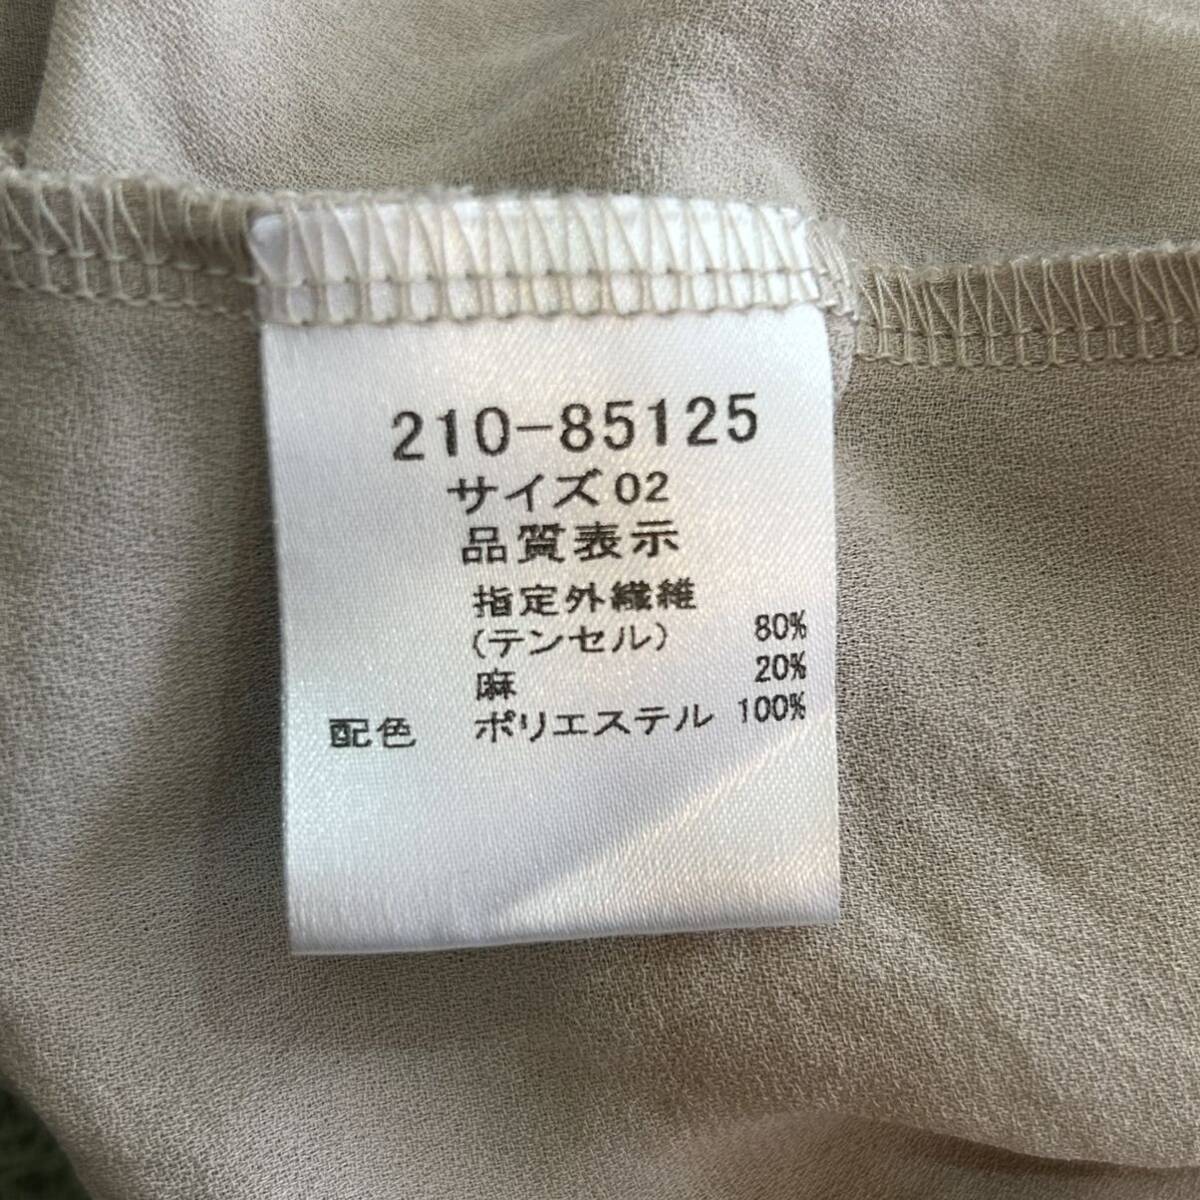 210-85125
サイズ02
品質表示
指定外繊維
(テンセル) 80%
麻 20%
配色 ポリエステル 100%